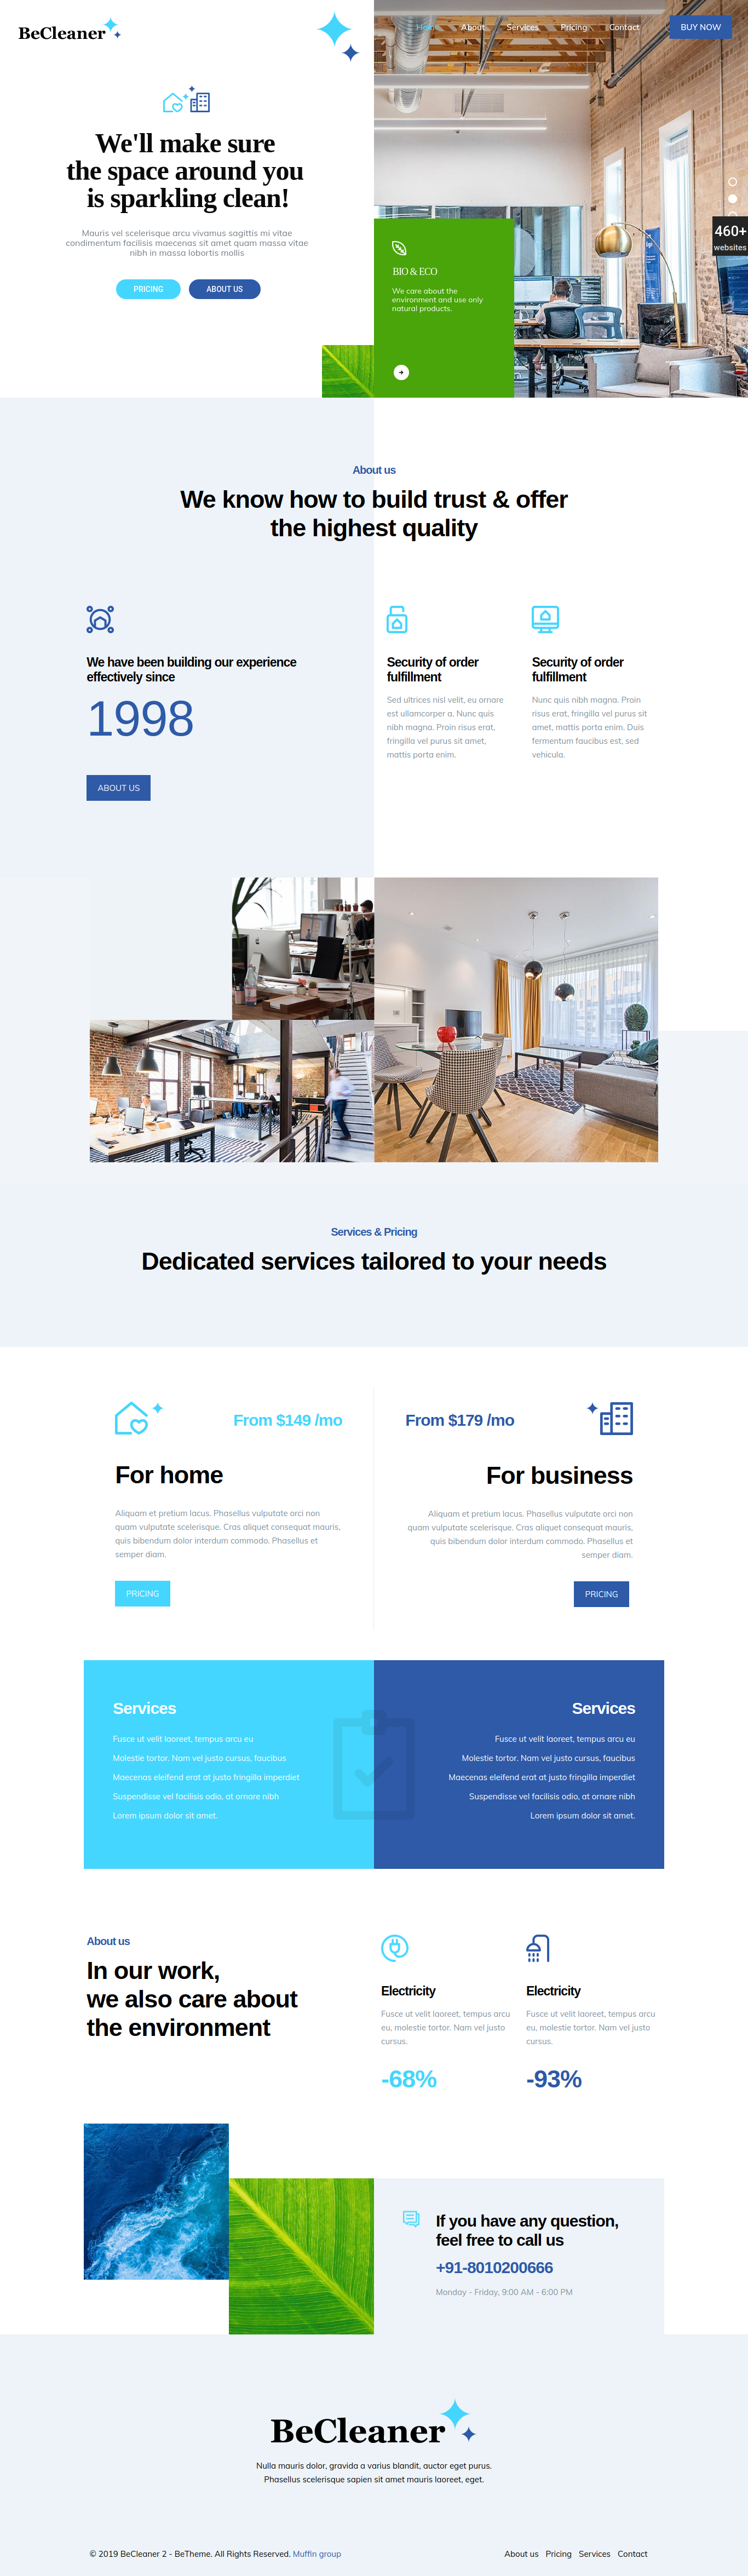 BeCleaner
Home About Services Pricing Contact
BUY NOW
We'll make sure
the space around you
is sparkling clean!
Mauris vel scelerisque arcu vivamus sagittis mi vitae
condimentum facilisis maecenas sit amet quam massa vitae
nibh in massa lobortis mollis
PRICING
ABOUT US
460+
websites
BIO & ECO
We care about the
environment and use only
natural products.
About us
We know how to build trust & offer
the highest quality
We have been building our experience
effectively since
1998
ABOUT US
Security of order
fulfillment
Sed ultrices nisl velit, eu ornare
est ullamcorper a. Nunc quis
nibh magna. Proin risus erat,
fringilla vel purus sit amet,
mattis porta enim.
Security of order
fulfillment
Nunc quis nibh magna. Proin
risus erat, fringilla vel purus sit
amet, mattis porta enim. Duis
fermentum faucibus est, sed
vehicula.
Services & Pricing
Dedicated services tailored to your needs
From $149 /mo
For home
Aliquam et pretium lacus. Phasellus vulputate orci non
quam vulputate scelerisque. Cras aliquet consequat mauris,
quis bibendum dolor interdum commodo. Phasellus et
semper diam.
PRICING
From $179 /mo
For business
Aliquam et pretium lacus. Phasellus vulputate orci non
quam vulputate scelerisque. Cras aliquet consequat mauris,
quis bibendum dolor interdum commodo. Phasellus et
semper diam.
PRICING
Services
Fusce ut velit laoreet, tempus arcu eu
Molestie tortor. Nam vel justo cursus, faucibus
Maecenas eleifend erat at justo fringilla imperdiet
Suspendisse vel facilisis odio, at ornare nibh
Lorem ipsum dolor sit amet.
Services
Fusce ut velit laoreet, tempus arcu eu
Molestie tortor. Nam vel justo cursus, faucibus
Maecenas eleifend erat at justo fringilla imperdiet
Suspendisse vel facilisis odio, at ornare nibh
Lorem ipsum dolor sit amet.
About us
In our work,
we also care about
the environment
Electricity
Fusce ut velit laoreet, tempus arcu
eu, molestie tortor. Nam vel justo
cursus.
-68%
Electricity
Fusce ut velit laoreet, tempus arcu
eu, molestie tortor. Nam vel justo
cursus.
-93%
If you have any question,
feel free to call us
+91-8010200666
Monday - Friday, 9:00 AM - 6:00 PM
BeCleaner
Nulla mauris dolor, gravida a varius blandit, auctor eget purus.
Phasellus scelerisque sapien sit amet mauris laoreet, eget.
© 2019 BeCleaner 2 - BeTheme. All Rights Reserved. Muffin group
About us Pricing Services Contact